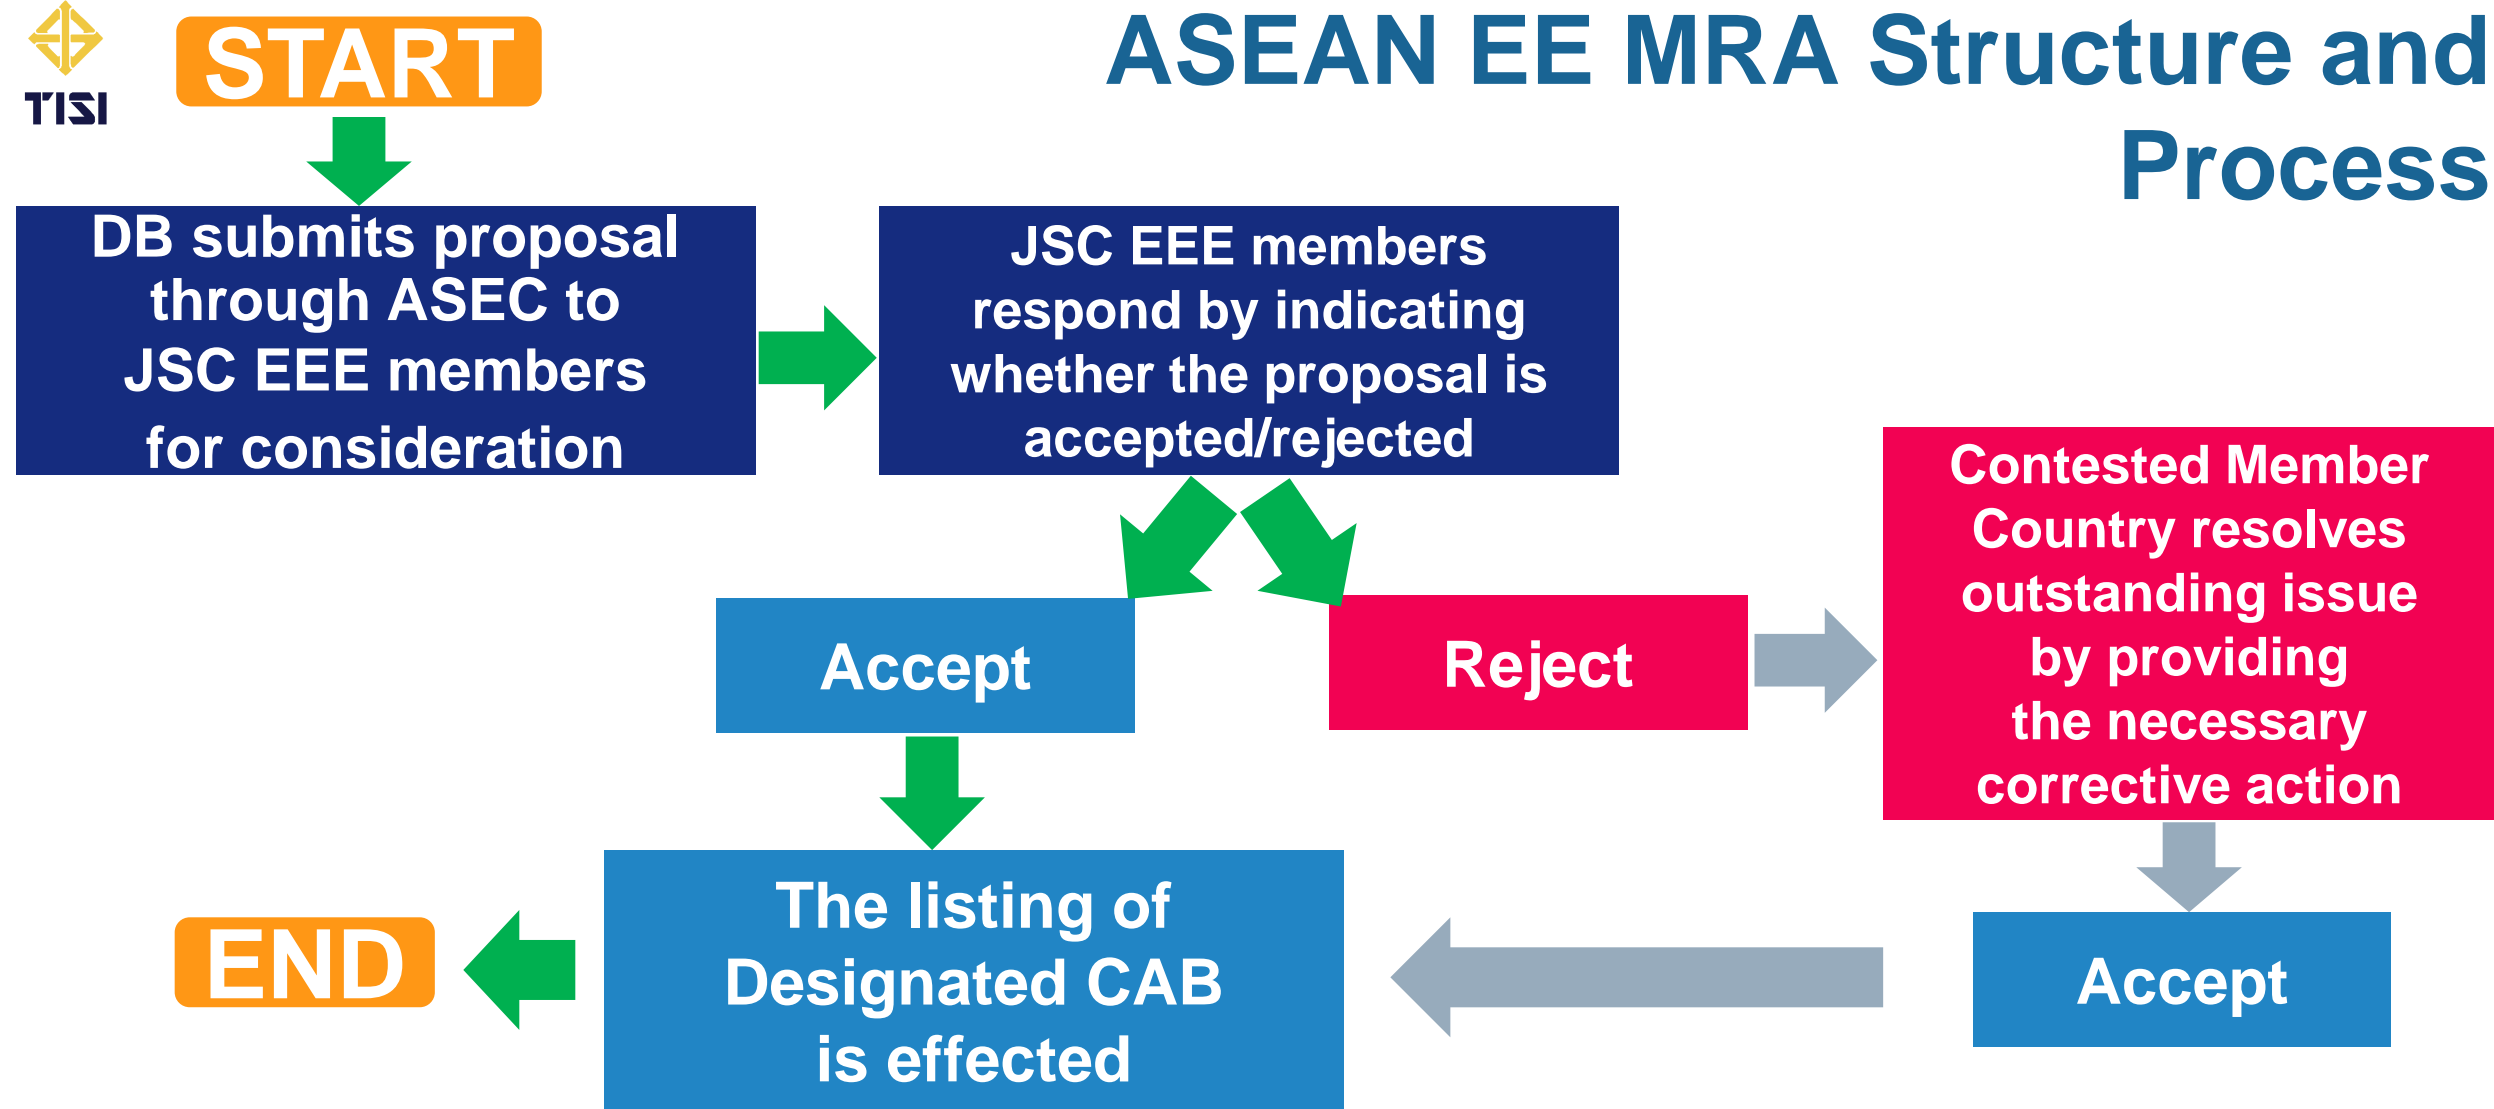 TISI
START
ASEAN EE MRA Structure and
Process
DB submits proposal
through ASEC to
JSC EEE members
for consideration
JSC EEE members
respond by indicating
whether the proposal is
accepted/rejected
Contested Member
Country resolves
outstanding issue
by providing
the necessary
corrective action
Accept
Reject
The listing of
Designated CAB
is effected
END
Accept